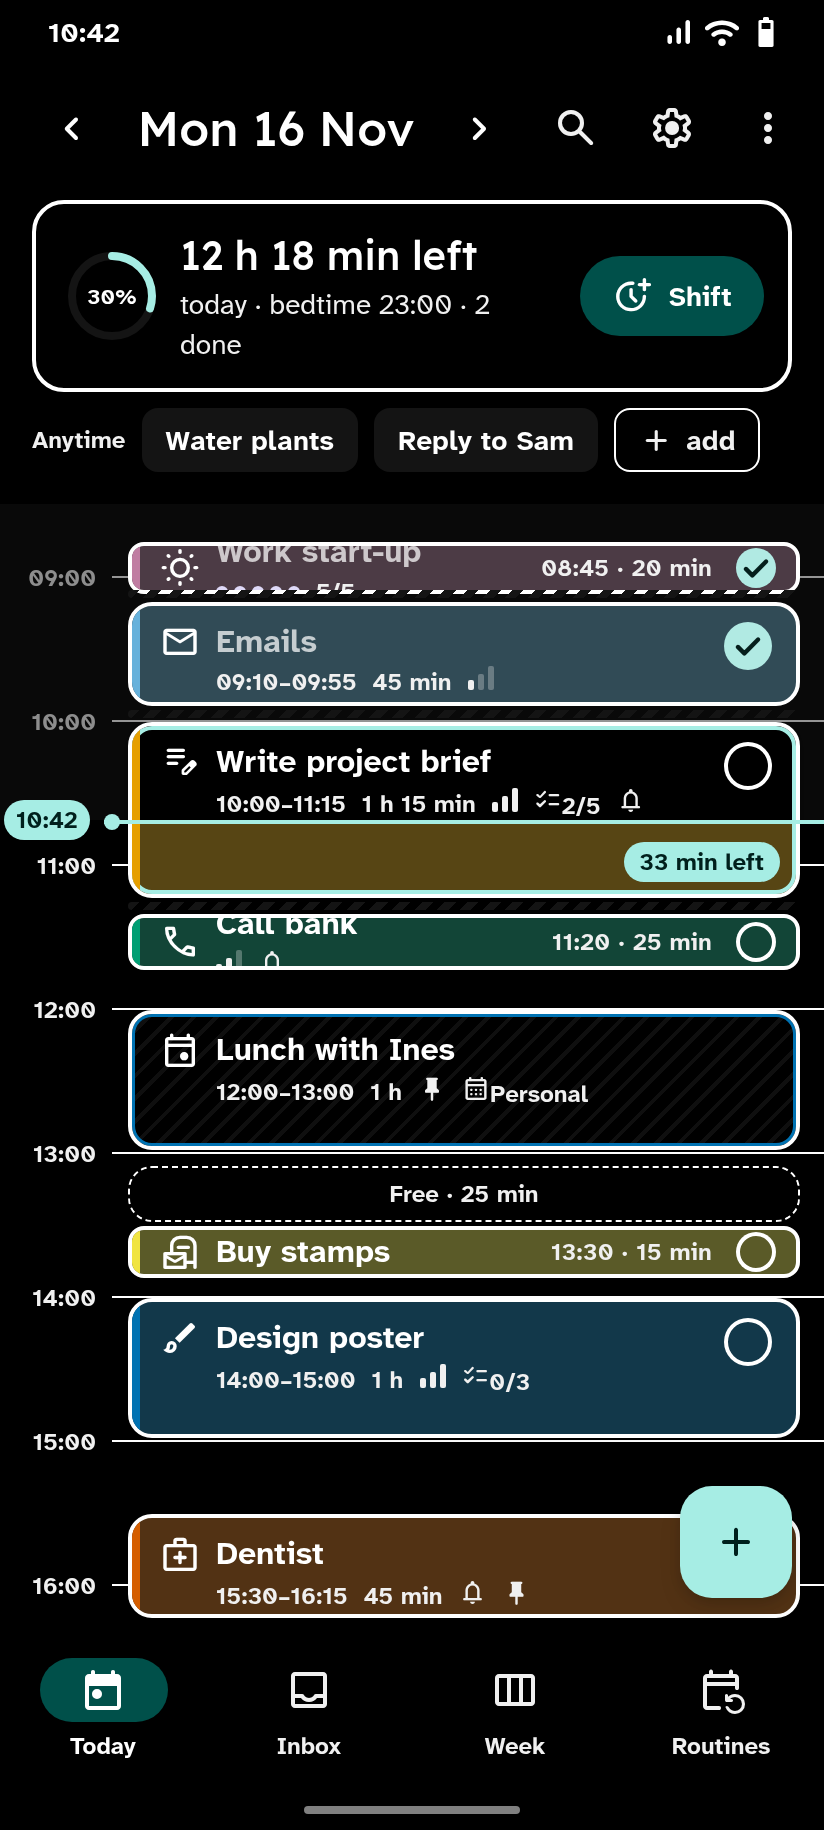 10:42
Mon 16 Nov
30%
12 h 18 min left
today · bedtime 23:00 · 2
done
Shift
Anytime
Water plants
Reply to Sam
add
09:00
Work start-up
5/5
08:45 · 20 min
Emails
09:10–09:55 45 min
10:00
Write project brief
10:00–11:15 1 h 15 min 2/5
10:42
33 min left
11:00
Call bank
11:20 · 25 min
12:00
Lunch with Ines
12:00–13:00 1 h Personal
13:00
Free · 25 min
Buy stamps
13:30 · 15 min
14:00
Design poster
14:00–15:00 1 h 0/3
15:00
Dentist
15:30–16:15 45 min
16:00
Today
Inbox
Week
Routines